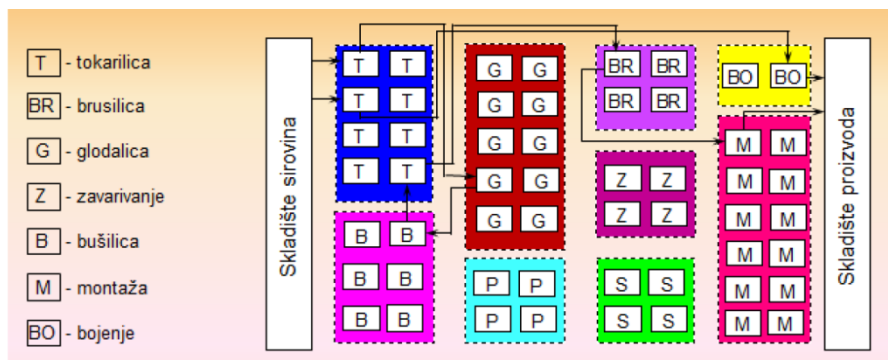 T - tokarilica
BR - brusilica
G - glodalica
Z - zavarivanje
B - bušilica
M - montaža
BO - bojenje
Skladište sirovina
T T
T T
T T
T T
B B
B B
B B
G G
G G
G G
G G
G G
P P
P P
BR BR
BR BR
Z Z
Z Z
S S
S S
BO BO
M M
M M
M M
M M
M M
M M
Skladište proizvoda